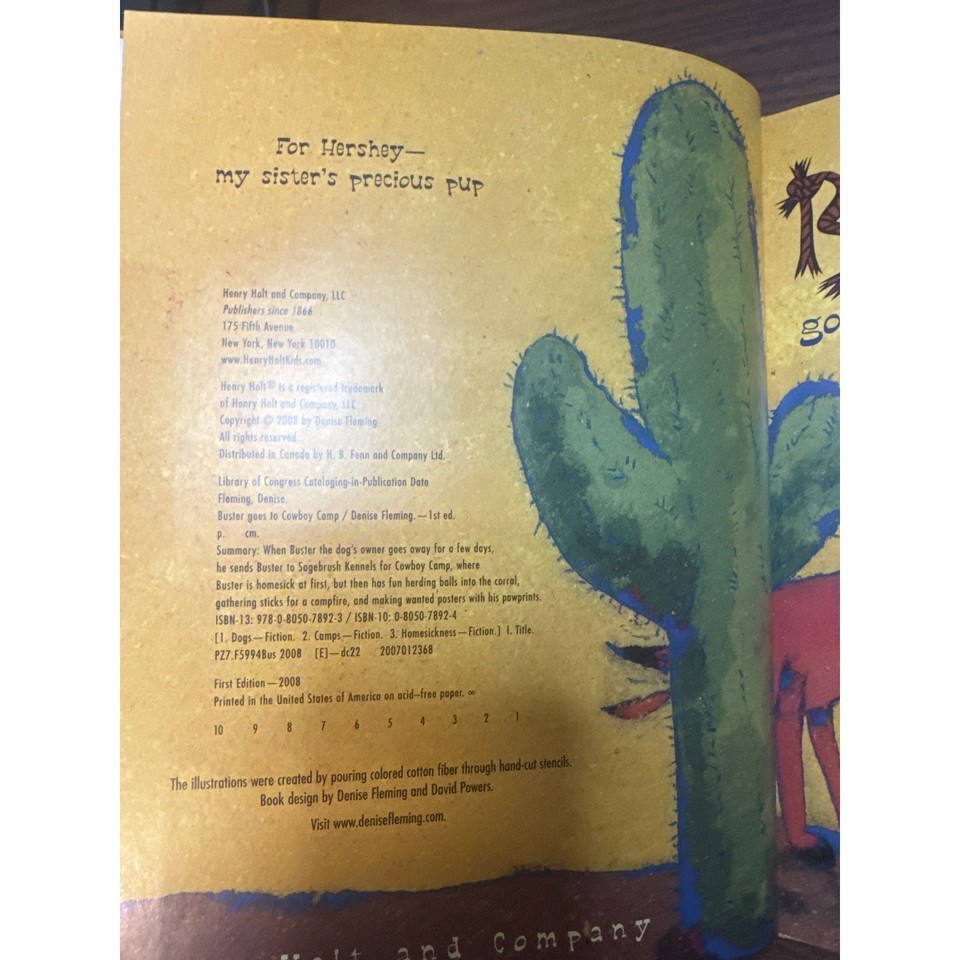 For Hershey—
my sister's precious pup
Henry Holt and Company, LLC
Publishers since 1866
175 Fifth Avenue
New York, New York 10010
www.HenryHoltKids.com
Henry Holt® is a registered trademark
of Henry Holt and Company, LLC
Copyright © 2008 by Denise Fleming
All rights reserved.
Distributed in Canada by H. B. Fenn and Company Ltd.
Library of Congress Cataloging-in-Publication Data
Fleming, Denise.
Buster goes to Cowboy Camp / Denise Fleming.—1st ed.
p. cm.
Summary: When Buster the dog's owner goes away for a few days,
he sends Buster to Sagebrush Kennels for Cowboy Camp, where
Buster is homesick at first, but then has fun herding balls into the corral,
gathering sticks for a campfire, and making wanted posters with his pawprints.
ISBN-13: 978-0-8050-7892-3 / ISBN-10: 0-8050-7892-4
[1. Dogs—Fiction. 2. Camps—Fiction. 3. Homesickness—Fiction.] I. Title.
PZ7.F5994Bus 2008 [E]—dc22 2007012368
First Edition—2008
Printed in the United States of America on acid-free paper. ∞
10 9 8 7 6 5 4 3 2 1
The illustrations were created by pouring colored cotton fiber through hand-cut stencils.
Book design by Denise Fleming and David Powers.
Visit www.denisefleming.com.
B
go
Holt and Company